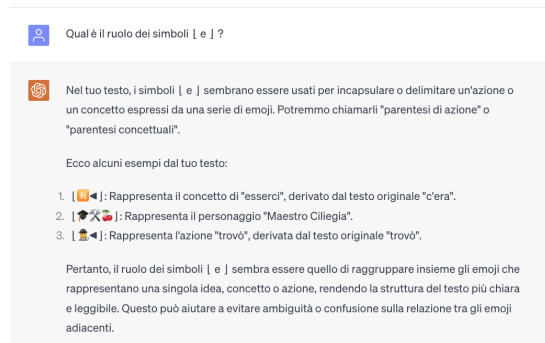 Qual è il ruolo dei simboli ⌊ e ⌋ ?
Nel tuo testo, i simboli ⌊ e ⌋ sembrano essere usati per incapsulare o delimitare un'azione o
un concetto espressi da una serie di emoji. Potremmo chiamarli "parentesi di azione" o
"parentesi concettuali".
Ecco alcuni esempi dal tuo testo:
1. ⌊🈶◀⌋: Rappresenta il concetto di "esserci", derivato dal testo originale "c'era".
2. ⌊🎓🛠🍒⌋: Rappresenta il personaggio "Maestro Ciliegia".
3. ⌊🕵◀⌋: Rappresenta l'azione "trovò", derivata dal testo originale "trovò".
Pertanto, il ruolo dei simboli ⌊ e ⌋ sembra essere quello di raggruppare insieme gli emoji che
rappresentano una singola idea, concetto o azione, rendendo la struttura del testo più chiara
e leggibile. Questo può aiutare a evitare ambiguità o confusione sulla relazione tra gli emoji
adiacenti.